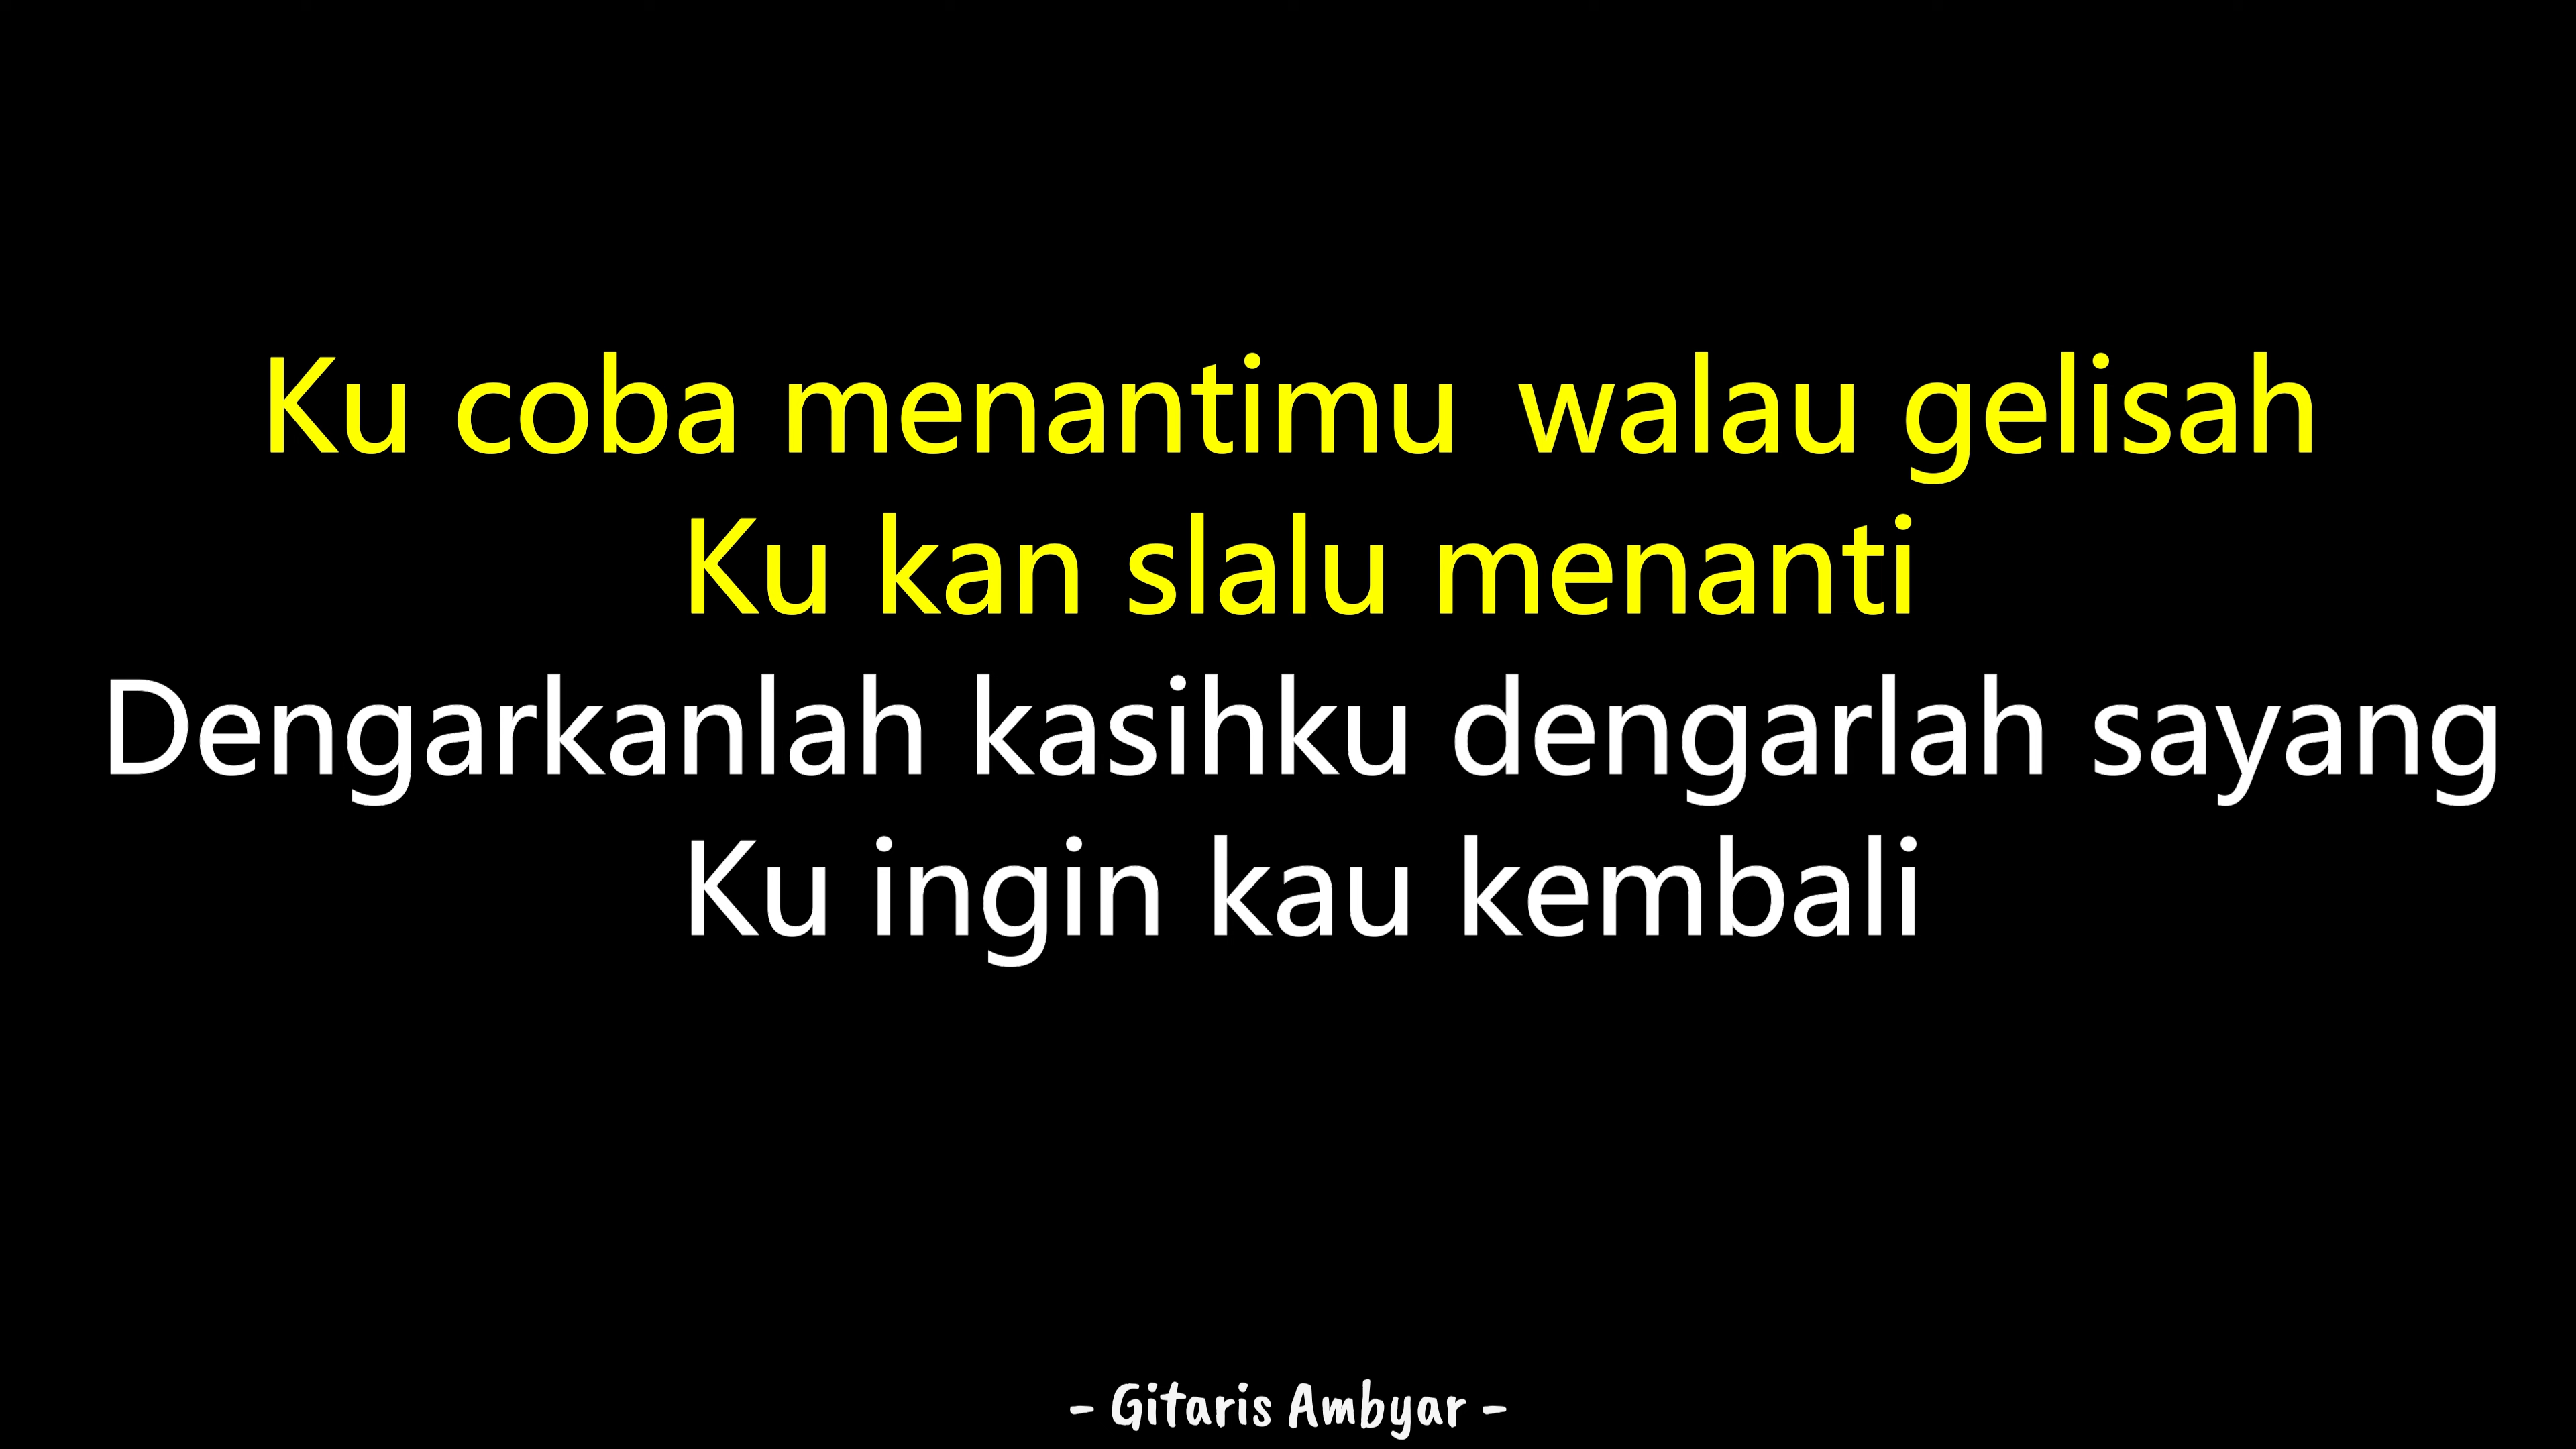 Ku coba menantimu walau gelisah
Ku kan slalu menanti
Dengarkanlah kasihku dengarlah sayang
Ku ingin kau kembali
- Gitaris Ambyar -